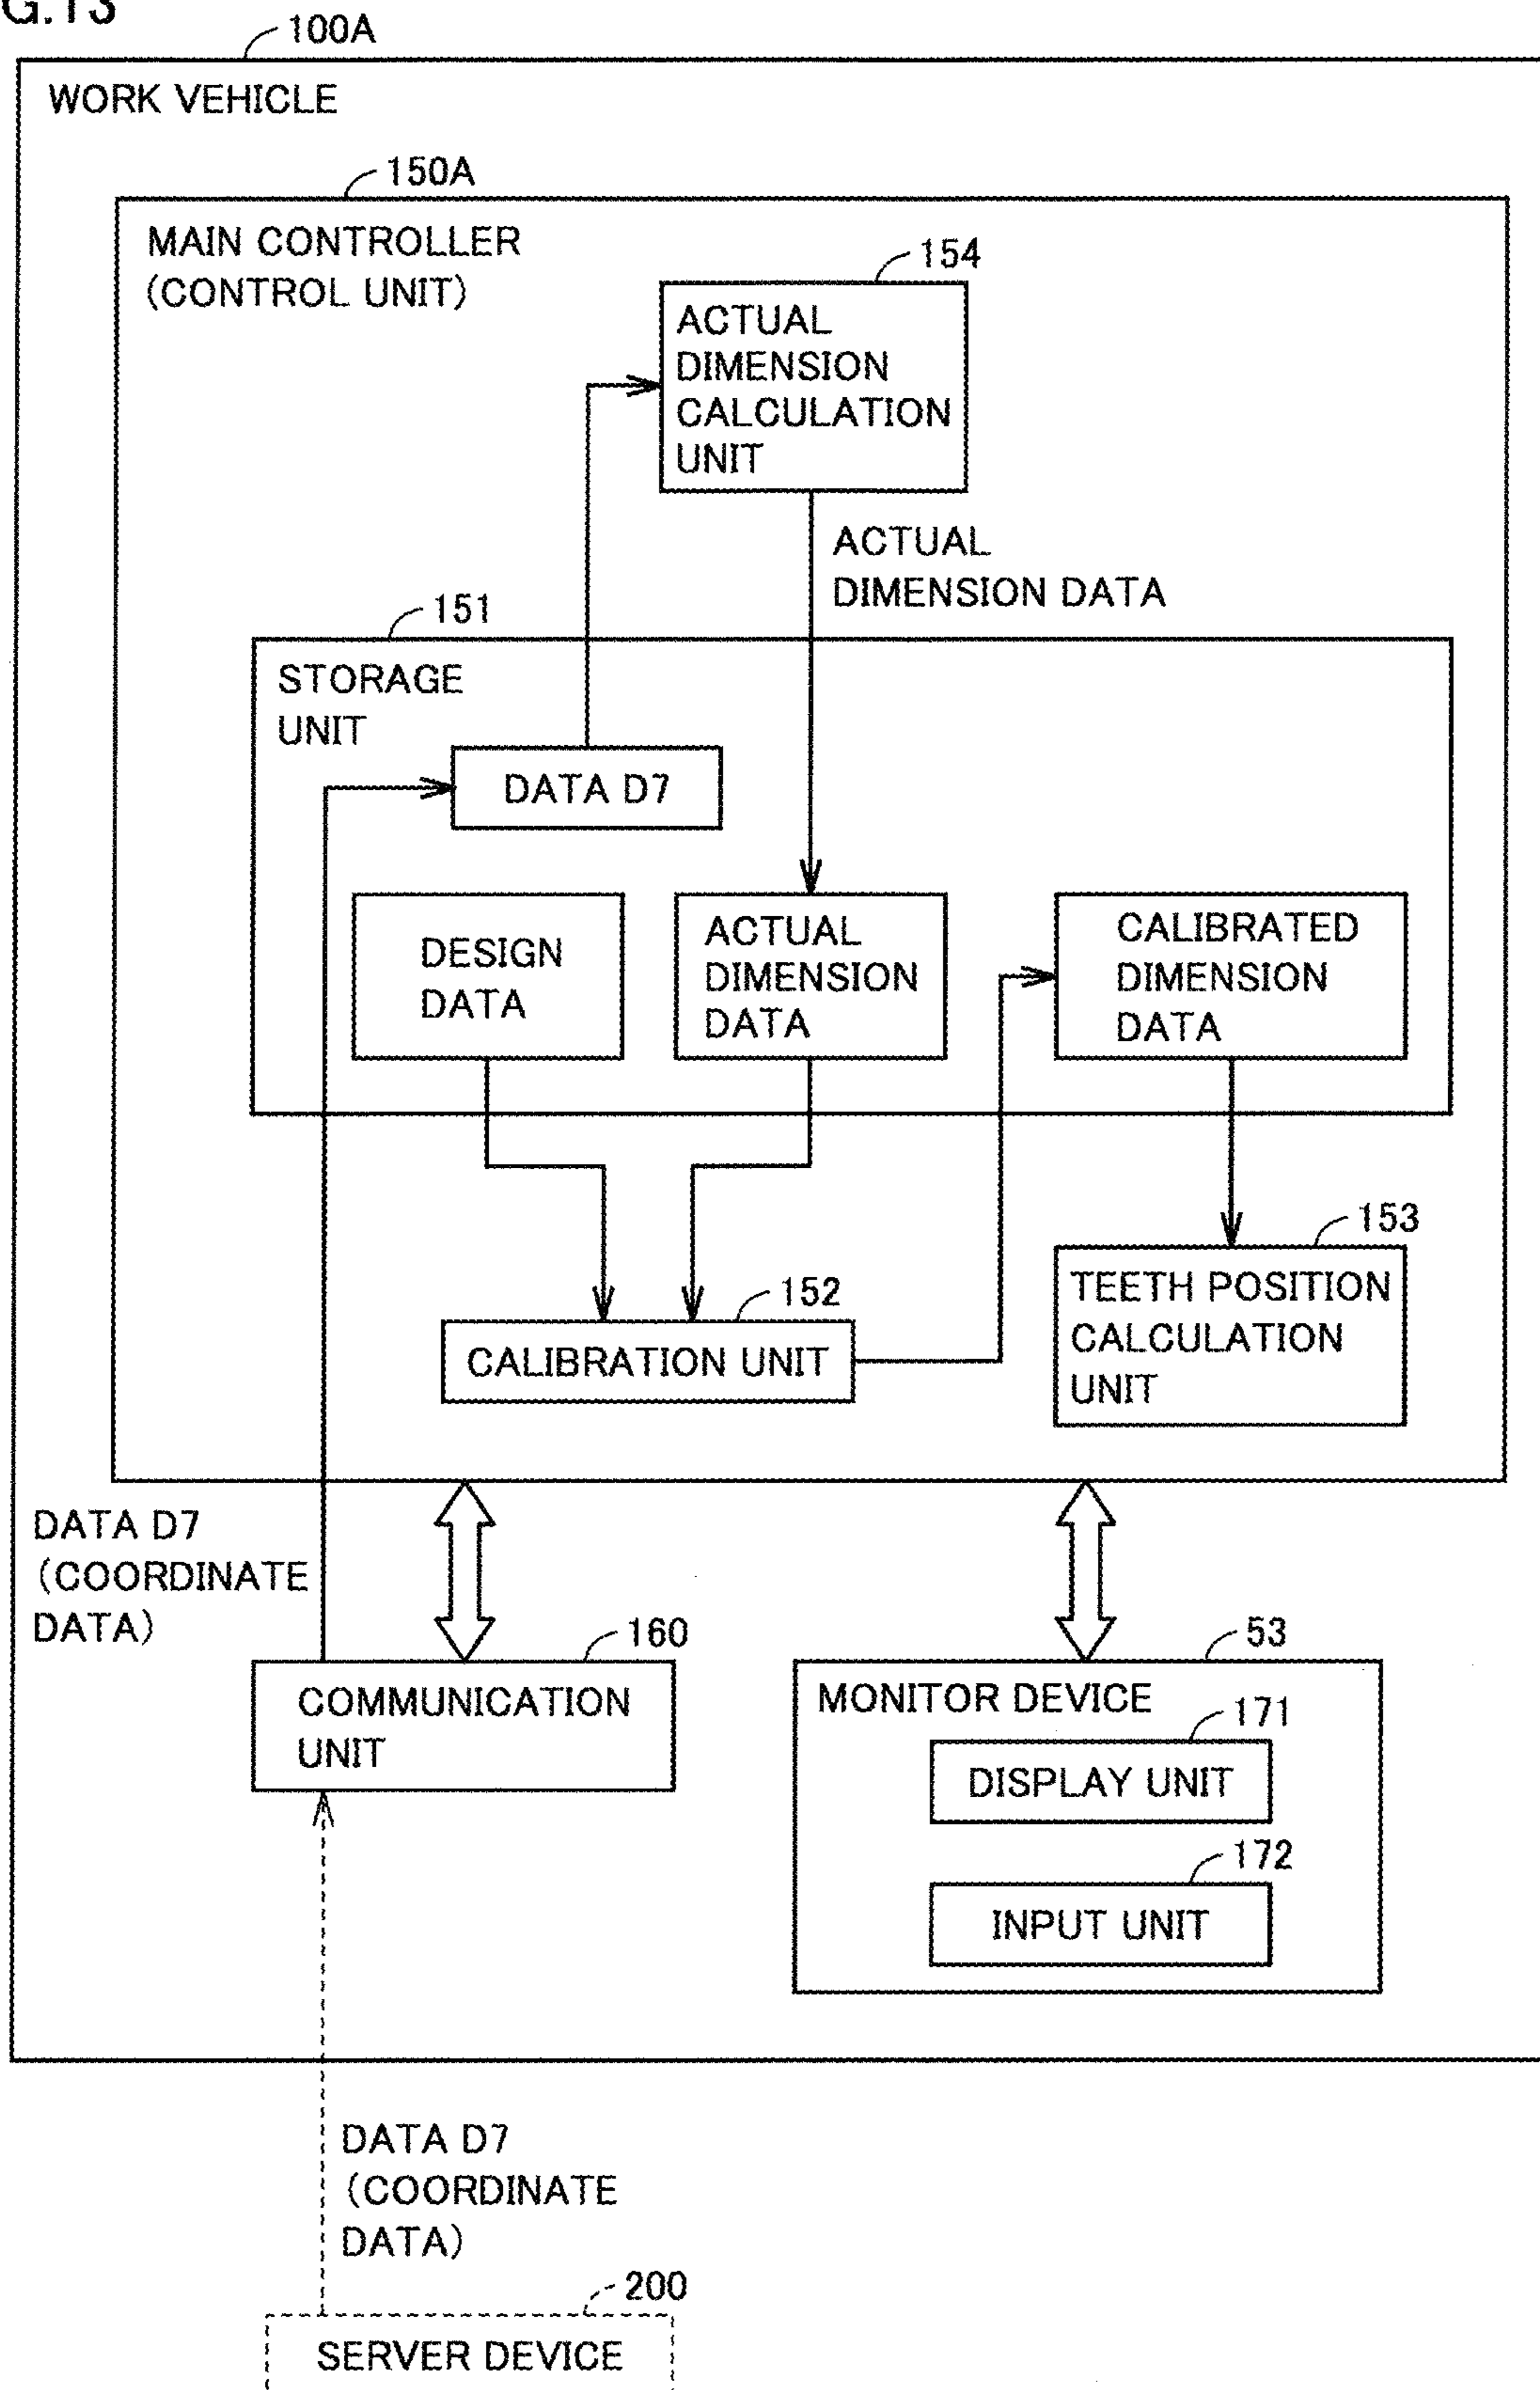 G.13
100A
WORK VEHICLE
150A
MAIN CONTROLLER
(CONTROL UNIT)
154
ACTUAL
DIMENSION
CALCULATION
UNIT
ACTUAL
DIMENSION DATA
151
STORAGE
UNIT
DATA D7
DESIGN
DATA
ACTUAL
DIMENSION
DATA
CALIBRATED
DIMENSION
DATA
153
TEETH POSITION
CALCULATION
UNIT
152
CALIBRATION UNIT
DATA D7
(COORDINATE
DATA)
160
COMMUNICATION
UNIT
53
MONITOR DEVICE
171
DISPLAY UNIT
172
INPUT UNIT
DATA D7
(COORDINATE
DATA)
200
SERVER DEVICE